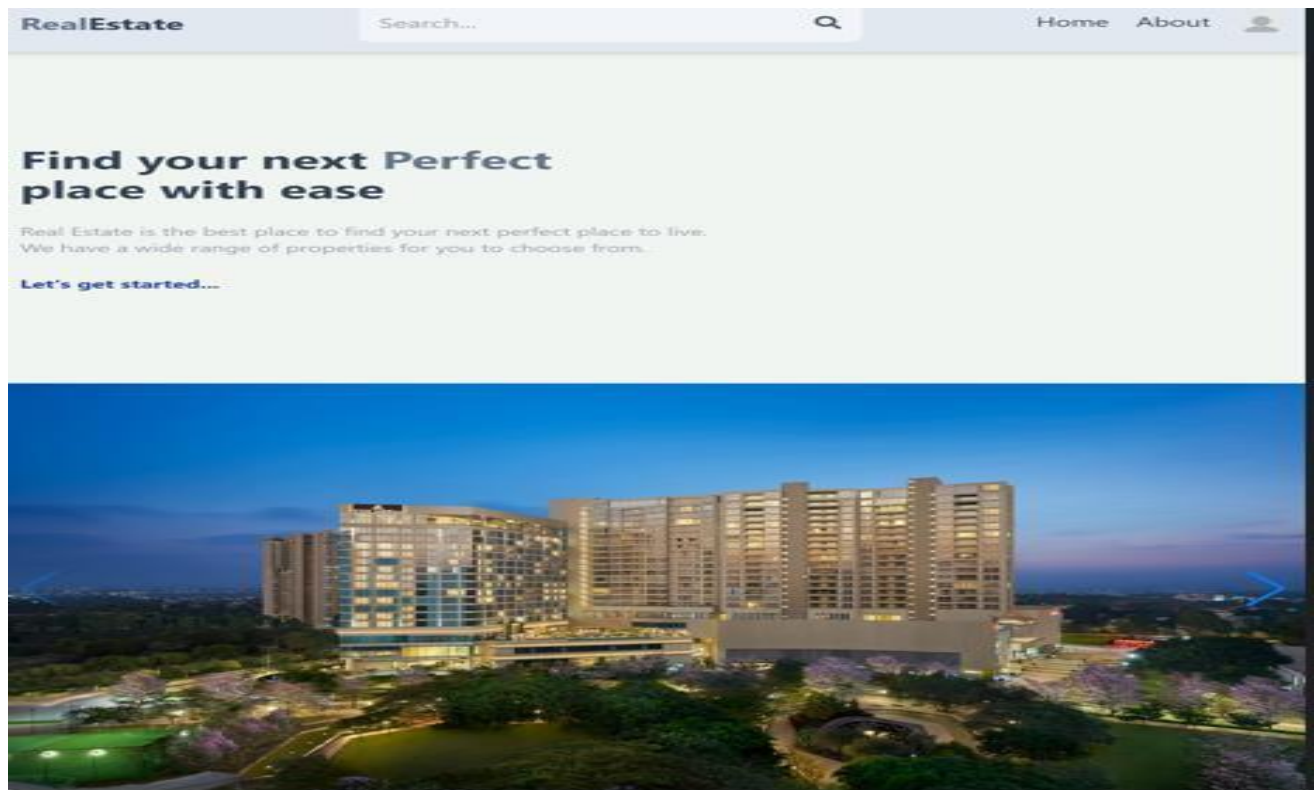 RealEstate
Search...
Home About
Find your next Perfect
place with ease
Real Estate is the best place to find your next perfect place to live.
We have a wide range of properties for you to choose from.
Let's get started...